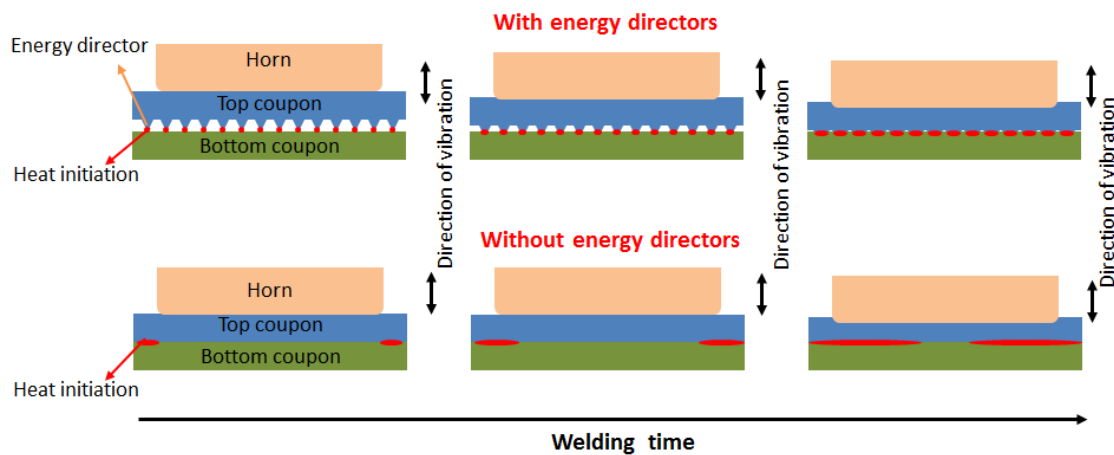 With energy directors
Energy director
Horn
Top coupon
Bottom coupon
Heat initiation
Direction of vibration
Direction of vibration
Direction of vibration
Without energy directors
Horn
Top coupon
Bottom coupon
Heat initiation
Welding time